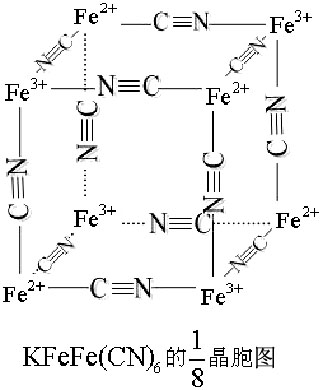 Fe²⁺ C≡N Fe³⁺
N≡C C≡N
Fe³⁺ N≡C Fe²⁺
C≡N N≡C N≡C C≡N
Fe³⁺ N≡C Fe²⁺
C≡N N≡C
Fe²⁺ C≡N Fe³⁺
KFeFe(CN)₆的1/8晶胞图